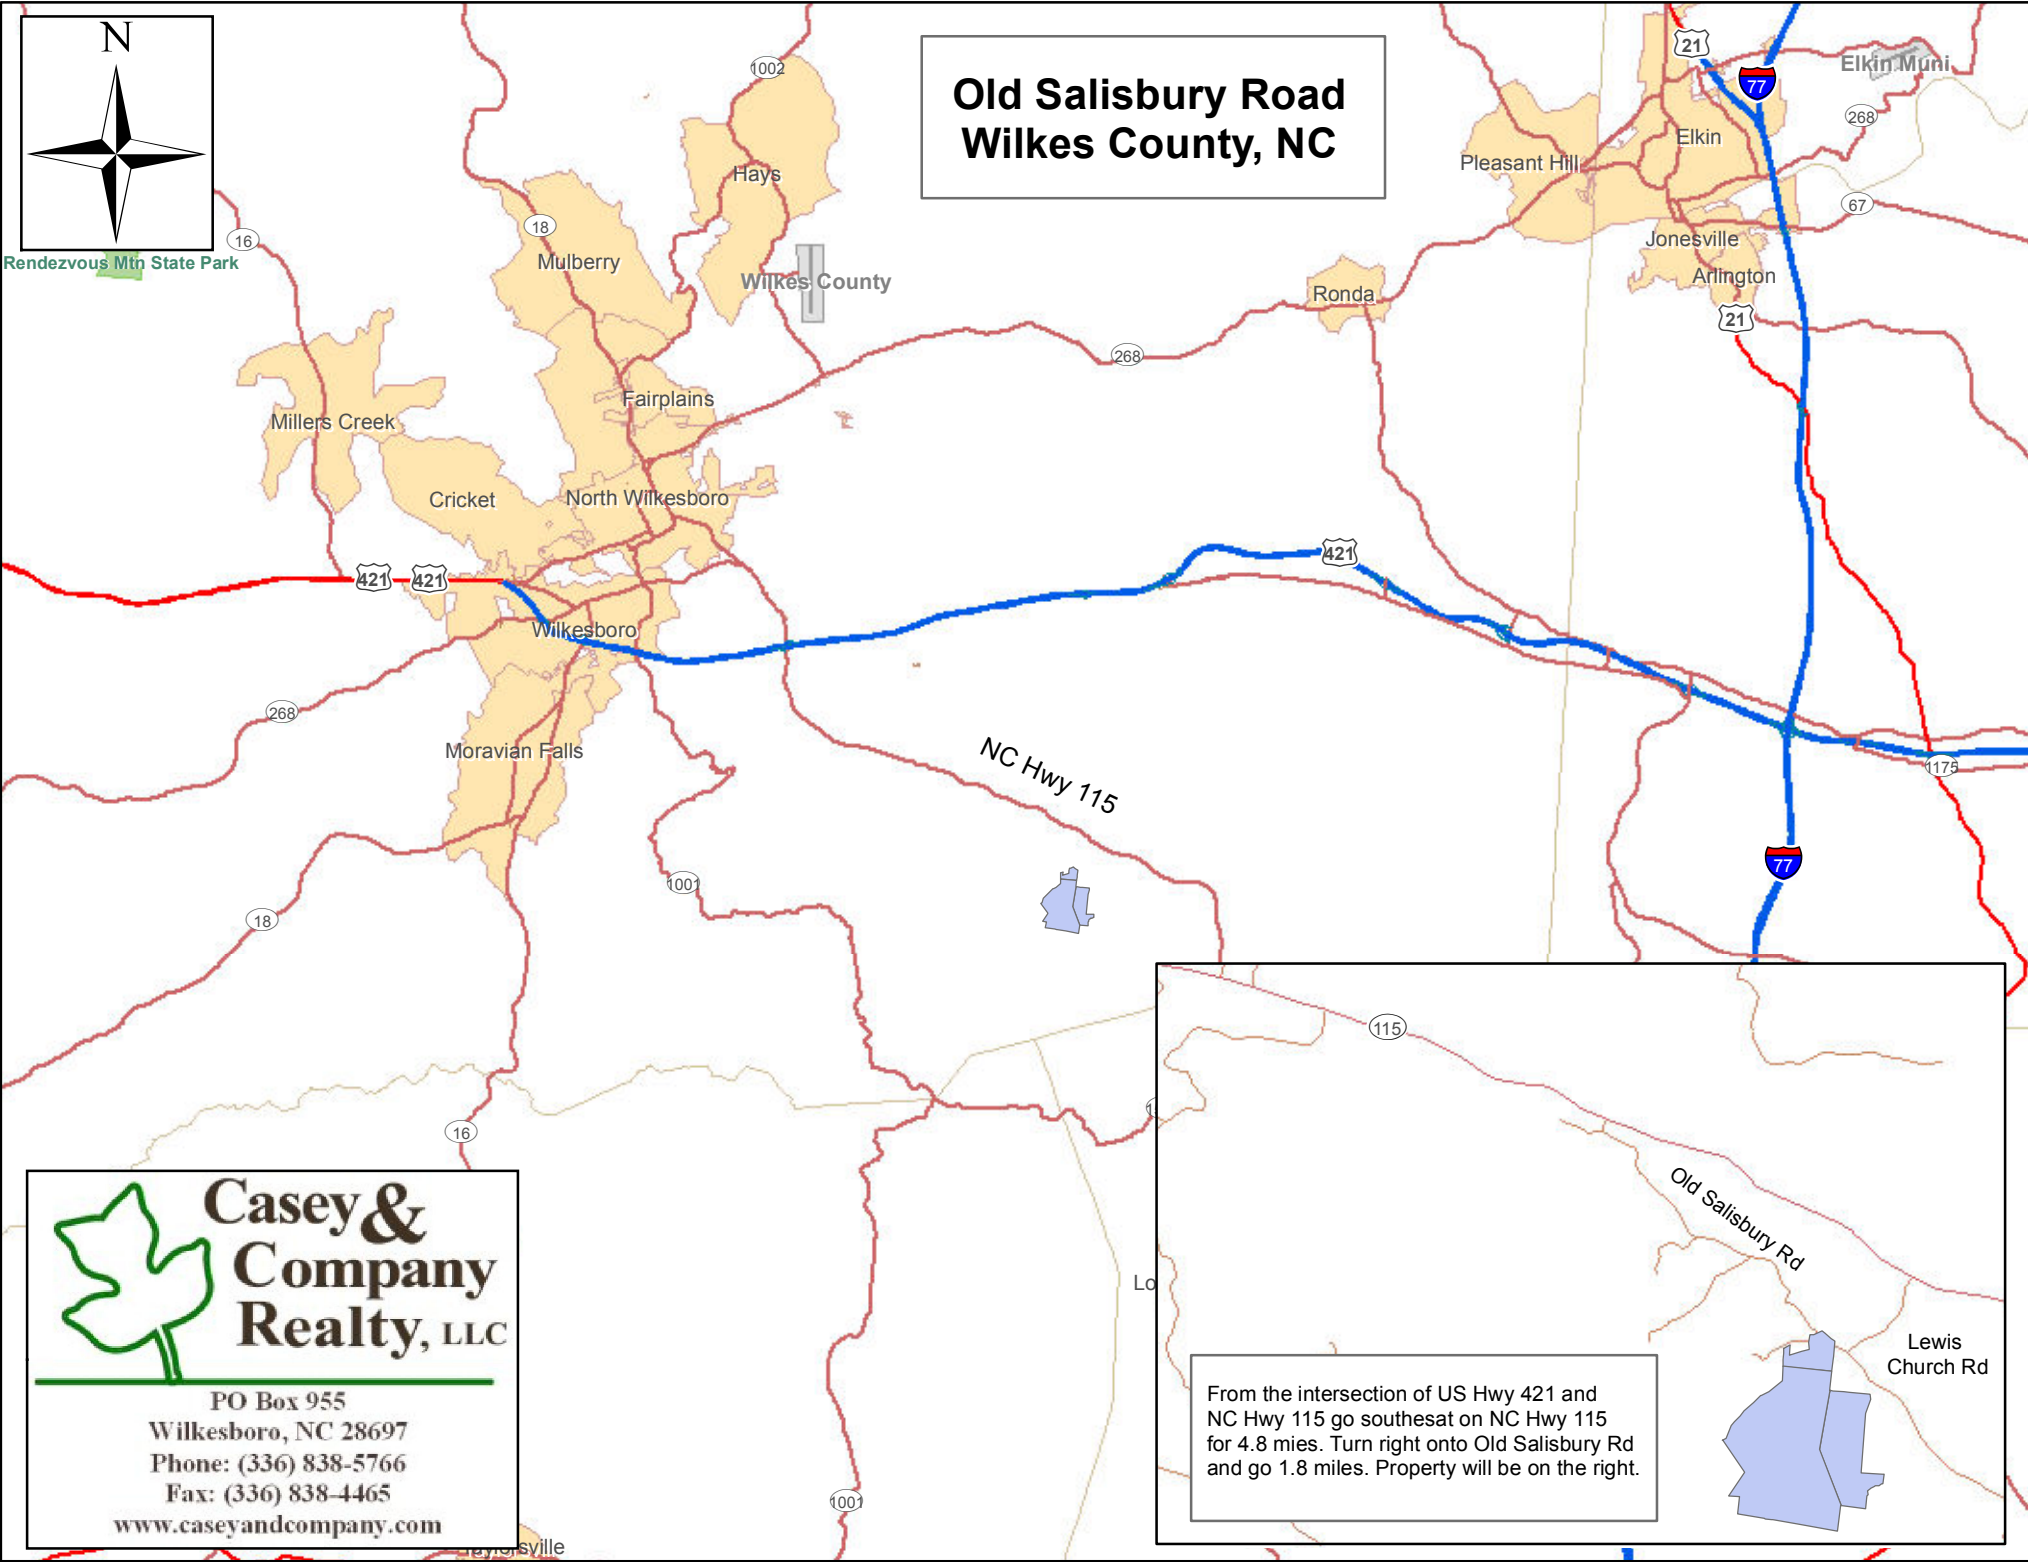 N
Old Salisbury Road
Wilkes County, NC
1002
21
77
Elkin Muni
268
Elkin
Pleasant Hill
Hays
67
16
18
Rendezvous Mtn State Park
Mulberry
Wilkes County
Jonesville
Arlington
Ronda
21
268
Fairplains
Millers Creek
Cricket
North Wilkesboro
421
421
421
Wilkesboro
268
Moravian Falls
NC Hwy 115
1175
77
1001
18
16
115
Old Salisbury Rd
Lewis
Church Rd
From the intersection of US Hwy 421 and
NC Hwy 115 go southesat on NC Hwy 115
for 4.8 mies. Turn right onto Old Salisbury Rd
and go 1.8 miles. Property will be on the right.
Casey &
Company
Realty, LLC
PO Box 955
Wilkesboro, NC 28697
Phone: (336) 838-5766
Fax: (336) 838-4465
www.caseyandcompany.com
1001